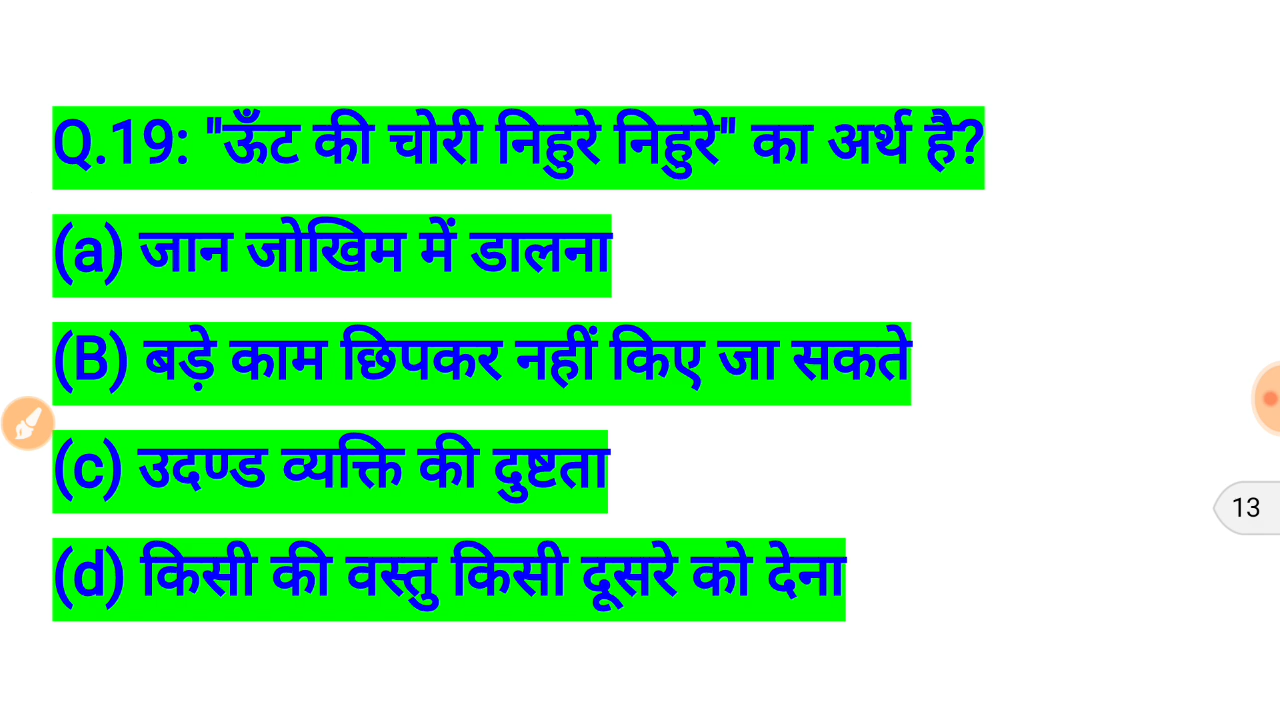 Q.19: "ऊँट की चोरी निहुरे निहुरे" का अर्थ है?
(a) जान जोखिम में डालना
(B) बड़े काम छिपकर नहीं किए जा सकते
(c) उदण्ड व्यक्ति की दुष्टता
(d) किसी की वस्तु किसी दूसरे को देना
13